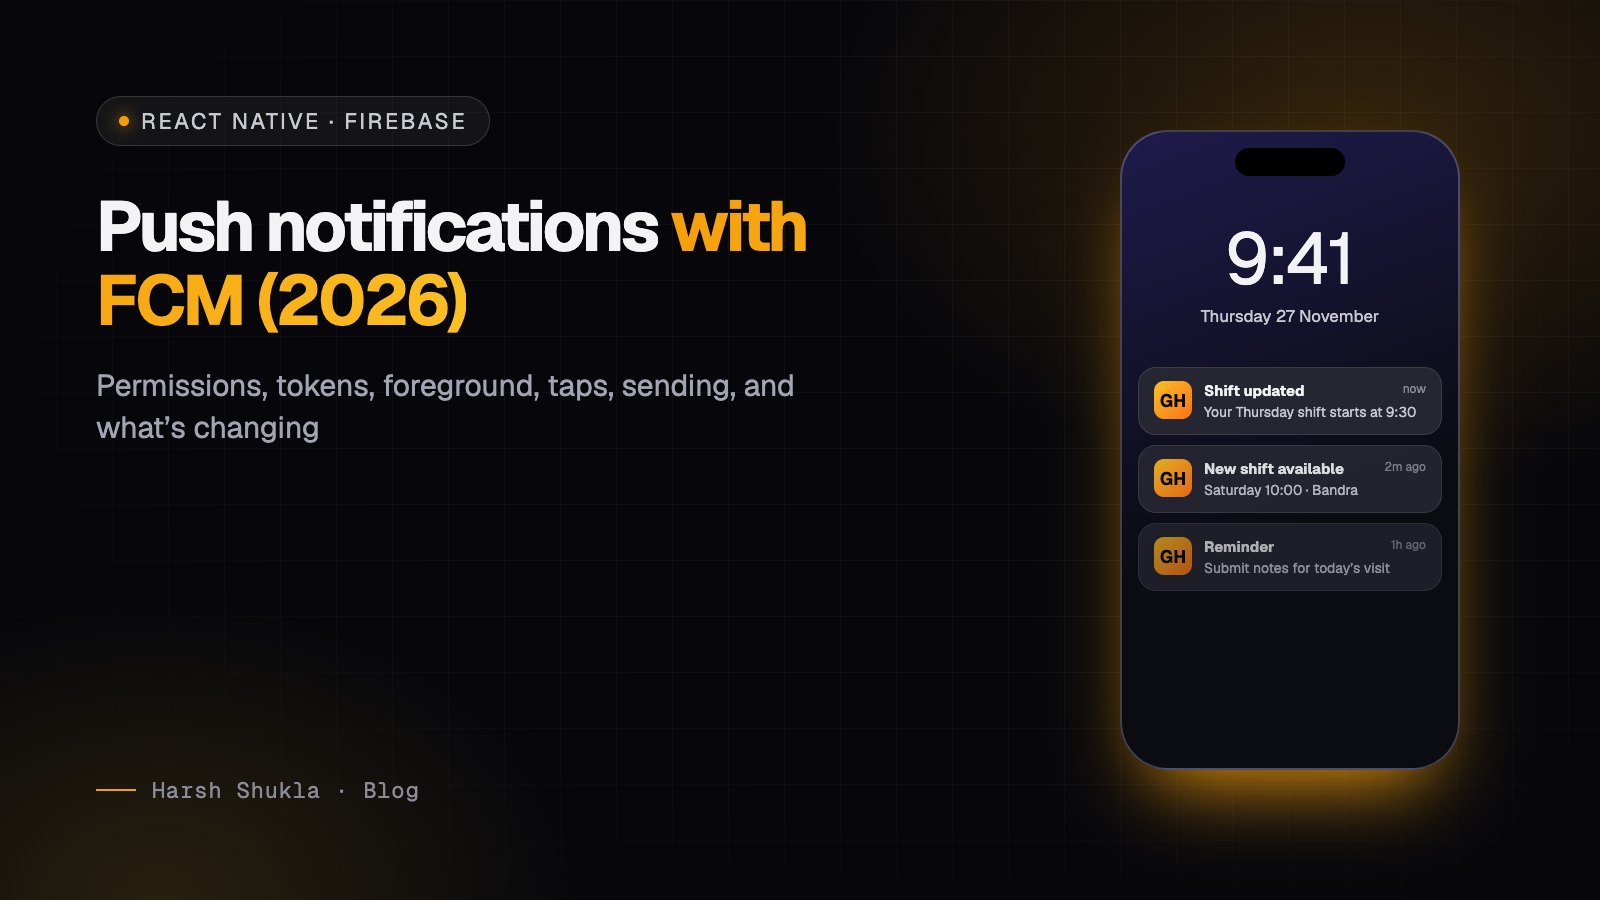 REACT NATIVE · FIREBASE
Push notifications with
FCM (2026)
Permissions, tokens, foreground, taps, sending, and
what’s changing
Harsh Shukla · Blog
9:41
Thursday 27 November
GH
Shift updated
now
Your Thursday shift starts at 9:30
GH
New shift available
2m ago
Saturday 10:00 · Bandra
GH
Reminder
1h ago
Submit notes for today’s visit